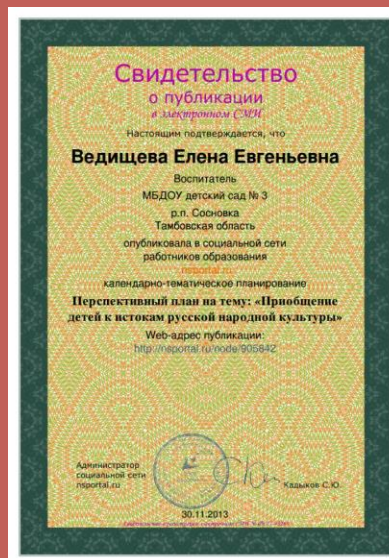 Свидетельство
о публикации
в электронном СМИ
Настоящим подтверждается, что
Ведищева Елена Евгеньевна
Воспитатель
МБДОУ детский сад № 3
р.п. Сосновка
Тамбовская область
опубликовала в социальной сети
работников образования
nsportal.ru
календарно-тематическое планирование
Перспективный план на тему: «Приобщение
детей к истокам русской народной культуры»
Web-адрес публикации:
http://nsportal.ru/node/905842
Администратор
социальной сети
nsportal.ru
Кадыков С.Ю.
30.11.2013